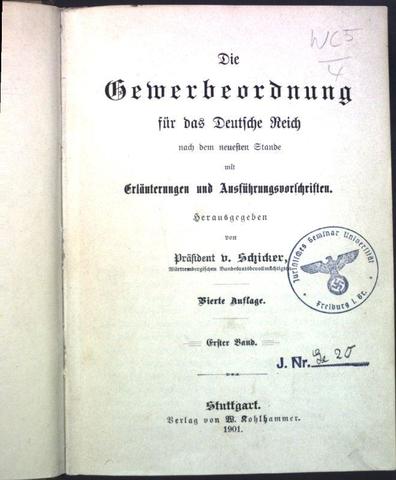 WC5
4
Die
Gewerbeordnung
für das Deutsche Reich
nach dem neuesten Stande
mit
Erläuterungen und Ausführungsvorschriften.
Herausgegeben
von
Präsident v. Schicker,
Württembergischen Bundesratsbevollmächtigten.
Juristisches Seminar Universität
Freiburg i. Br.
Vierte Auflage.
Erster Band.
J. Nr. Ge 20
Stuttgart.
Verlag von W. Kohlhammer.
1901.